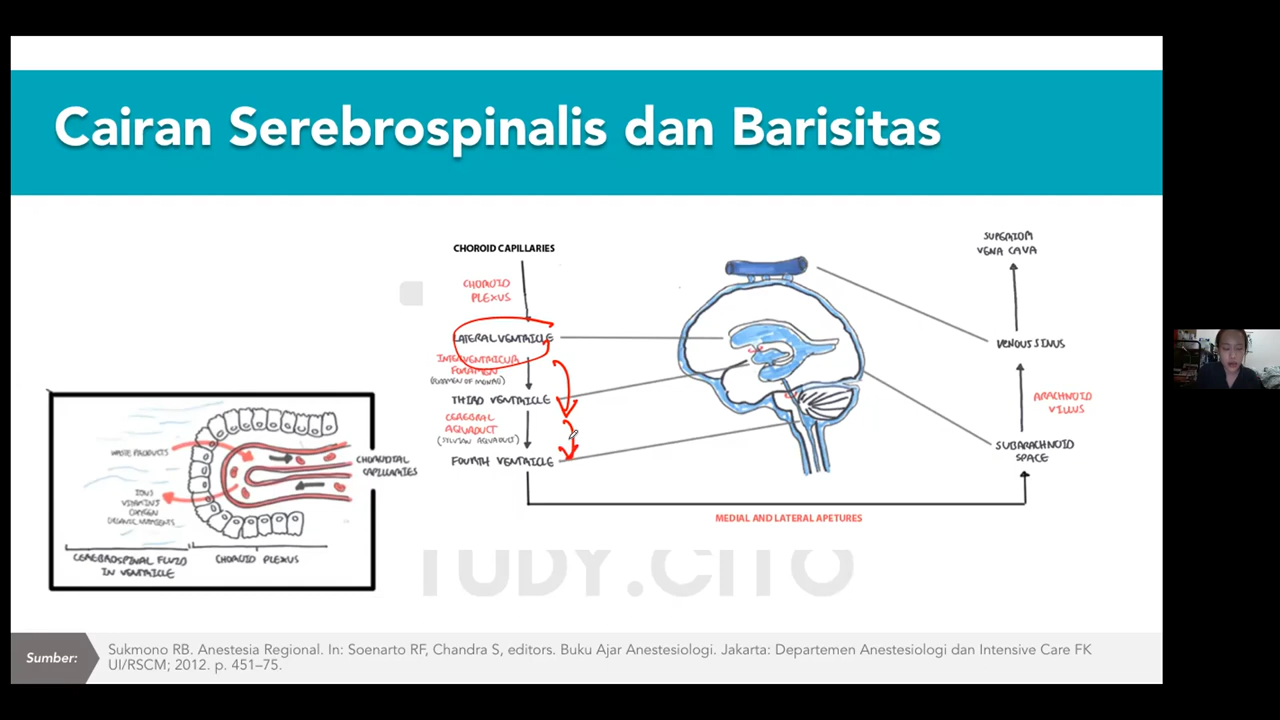 Cairan Serebrospinalis dan Barisitas
CHOROID CAPILLARIES
CHOROID
PLEXUS
LATERAL VENTRICLE
INTERVENTRICULAR
FORAMEN
(FORAMEN OF MONRO)
THIRD VENTRICLE
CEREBRAL
AQUADUCT
(SYLVIAN AQUADUCT)
FOURTH VENTRICLE
MEDIAL AND LATERAL APETURES
SUPERIOR
VENA CAVA
VENOUS SINUS
ARACHNOID
VILLUS
SUBARACHNOID
SPACE
WASTE PRODUCTS
IONS
VITAMINS
OXYGEN
ORGANIC NUTRIENTS
CHOROIDAL
CAPILLARIES
CEREBROSPINAL FLUID
IN VENTRICLE
CHOROID PLEXUS
TUDY.CITO
Sumber:
Sukmono RB. Anestesia Regional. In: Soenarto RF, Chandra S, editors. Buku Ajar Anestesiologi. Jakarta: Departemen Anestesiologi dan Intensive Care FK
UI/RSCM; 2012. p. 451–75.